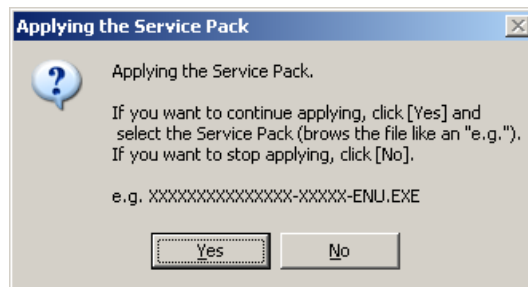 Applying the Service Pack
Applying the Service Pack.
If you want to continue applying, click [Yes] and
select the Service Pack (brows the file like an "e.g.").
If you want to stop applying, click [No].
e.g. XXXXXXXXXXXXXXX-XXXXX-ENU.EXE
Yes
No